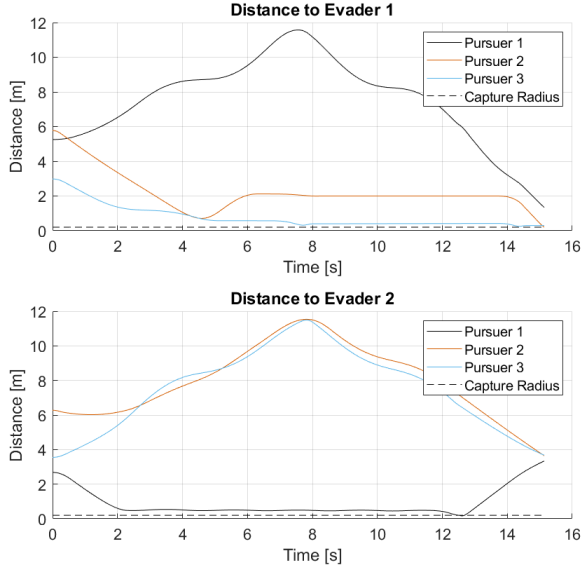 Distance to Evader 1
Distance [m]
12
10
8
6
4
2
0
Pursuer 1
Pursuer 2
Pursuer 3
Capture Radius
0 2 4 6 8 10 12 14 16
Time [s]
Distance to Evader 2
Distance [m]
12
10
8
6
4
2
0
Pursuer 1
Pursuer 2
Pursuer 3
Capture Radius
0 2 4 6 8 10 12 14 16
Time [s]